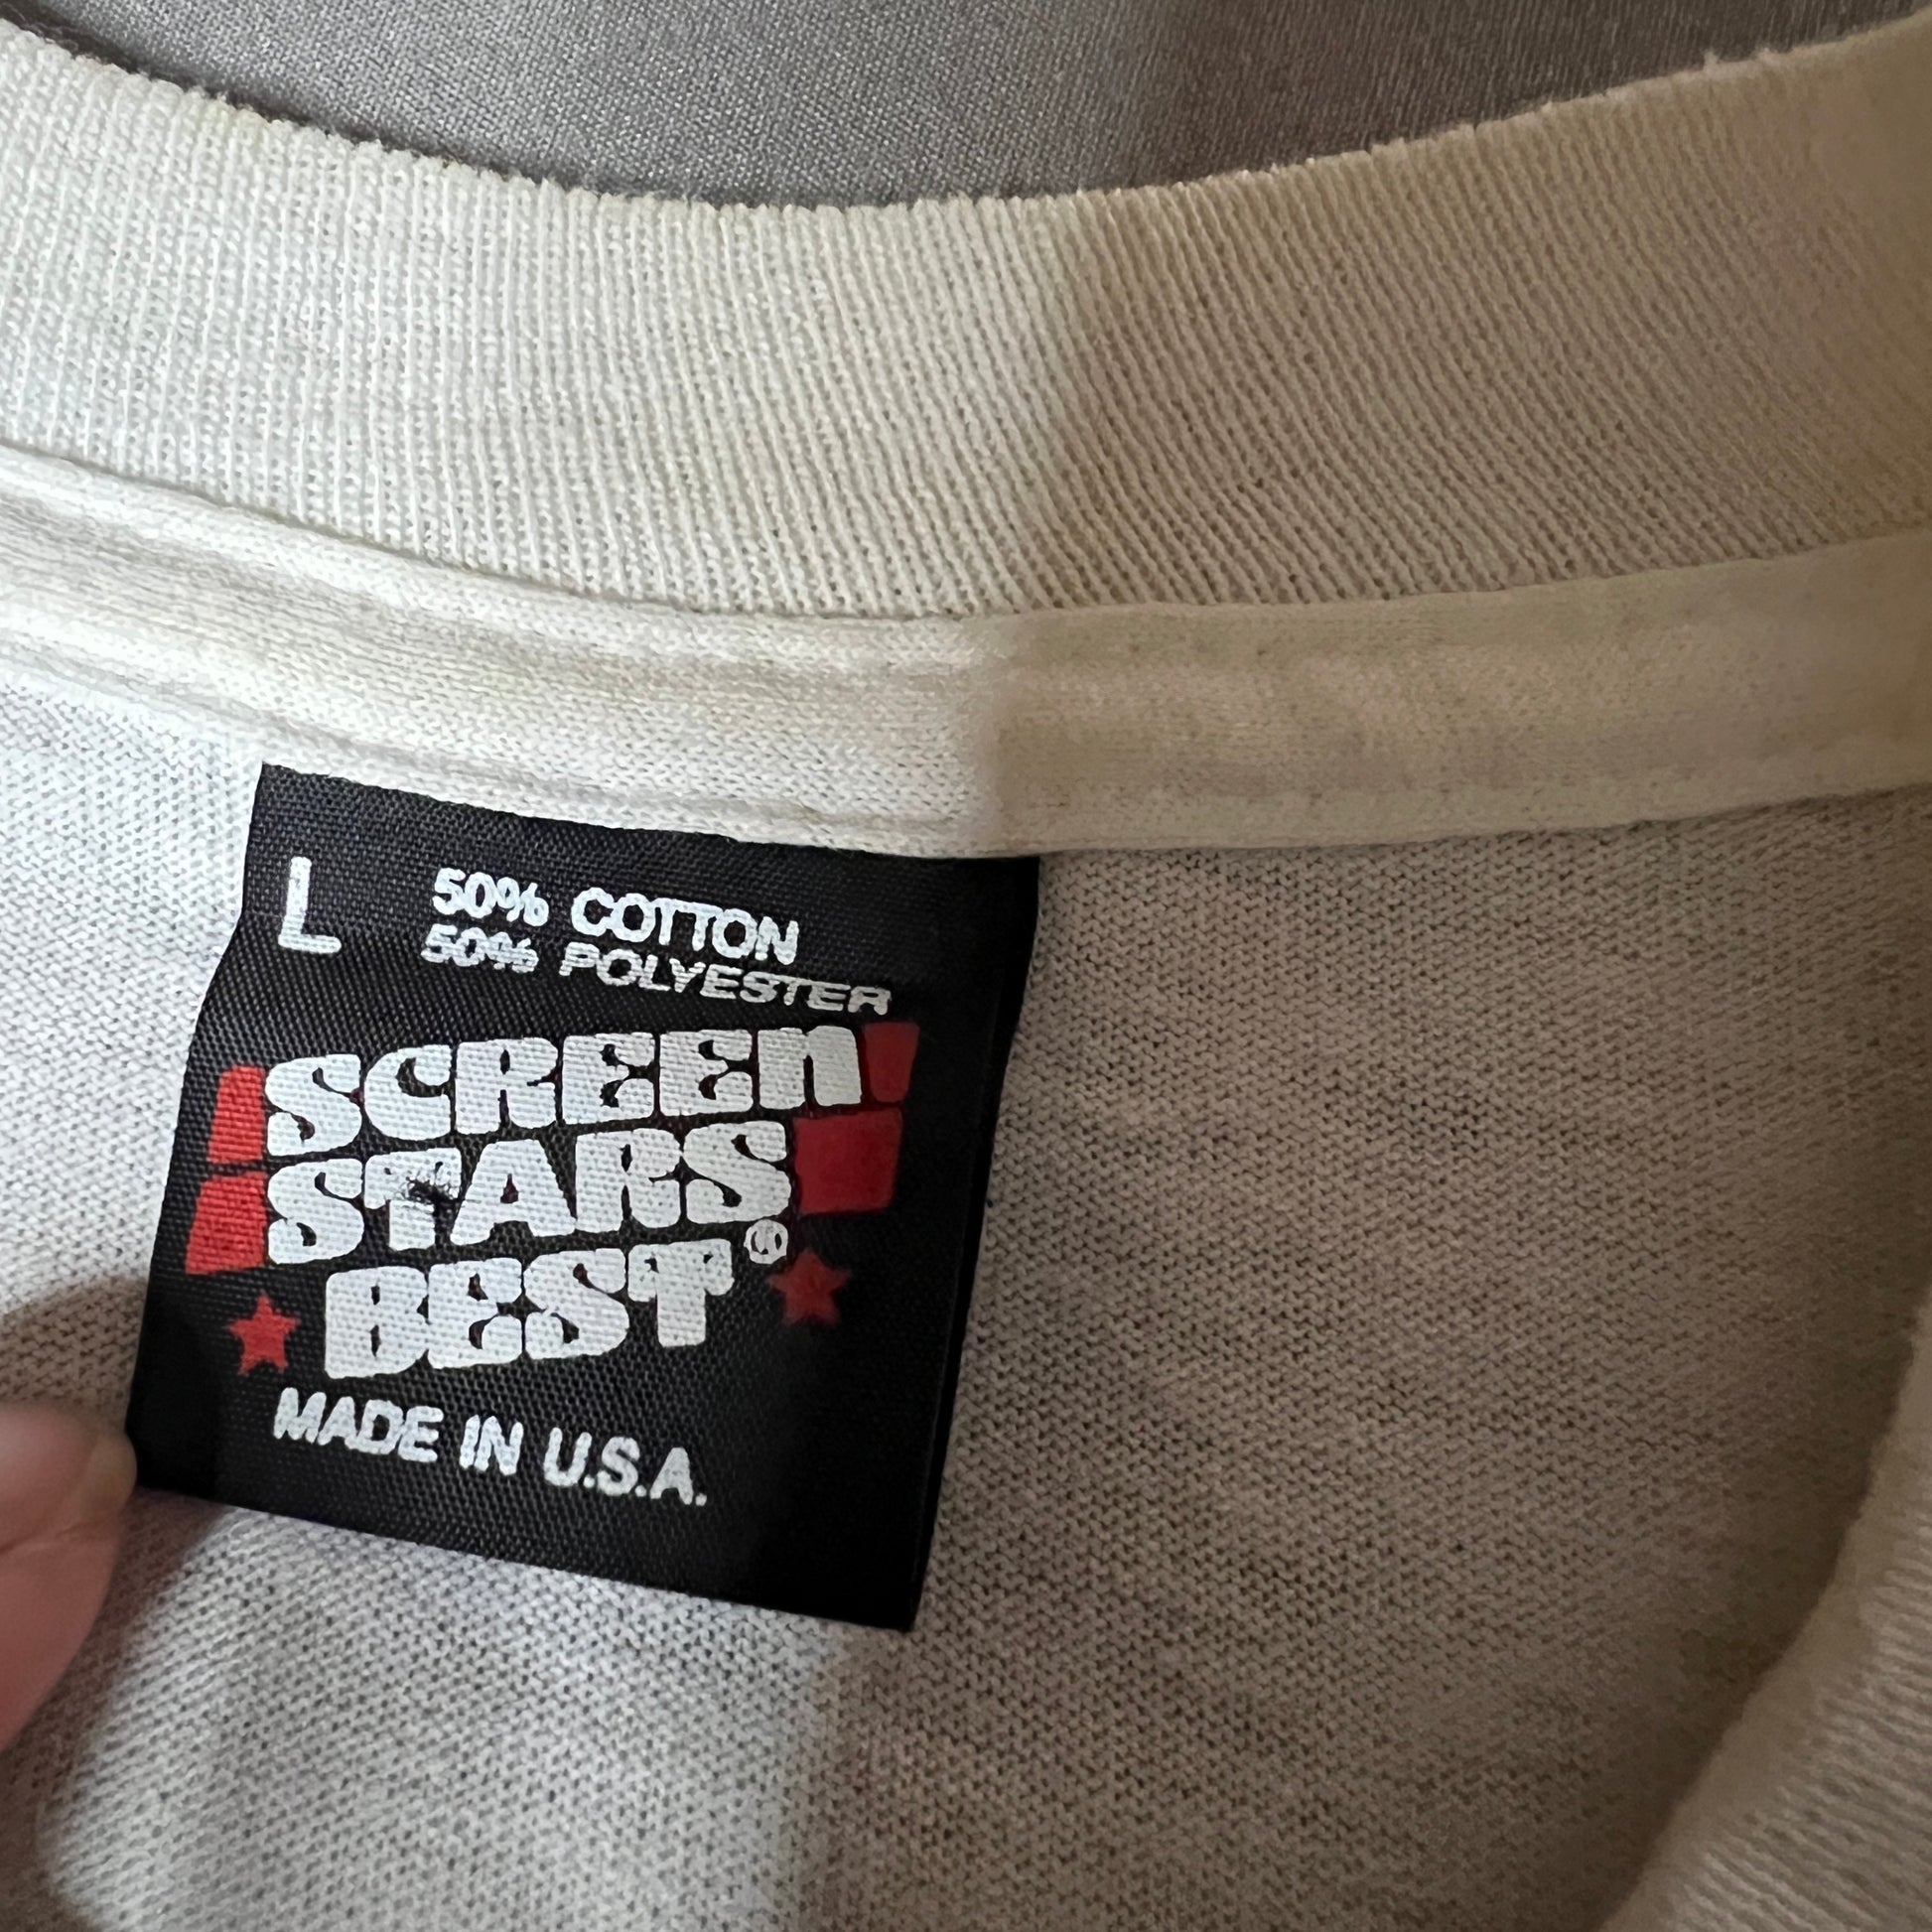 L 50% COTTON
50% POLYESTER
SCREEN
STARS
BEST®
MADE IN U.S.A.